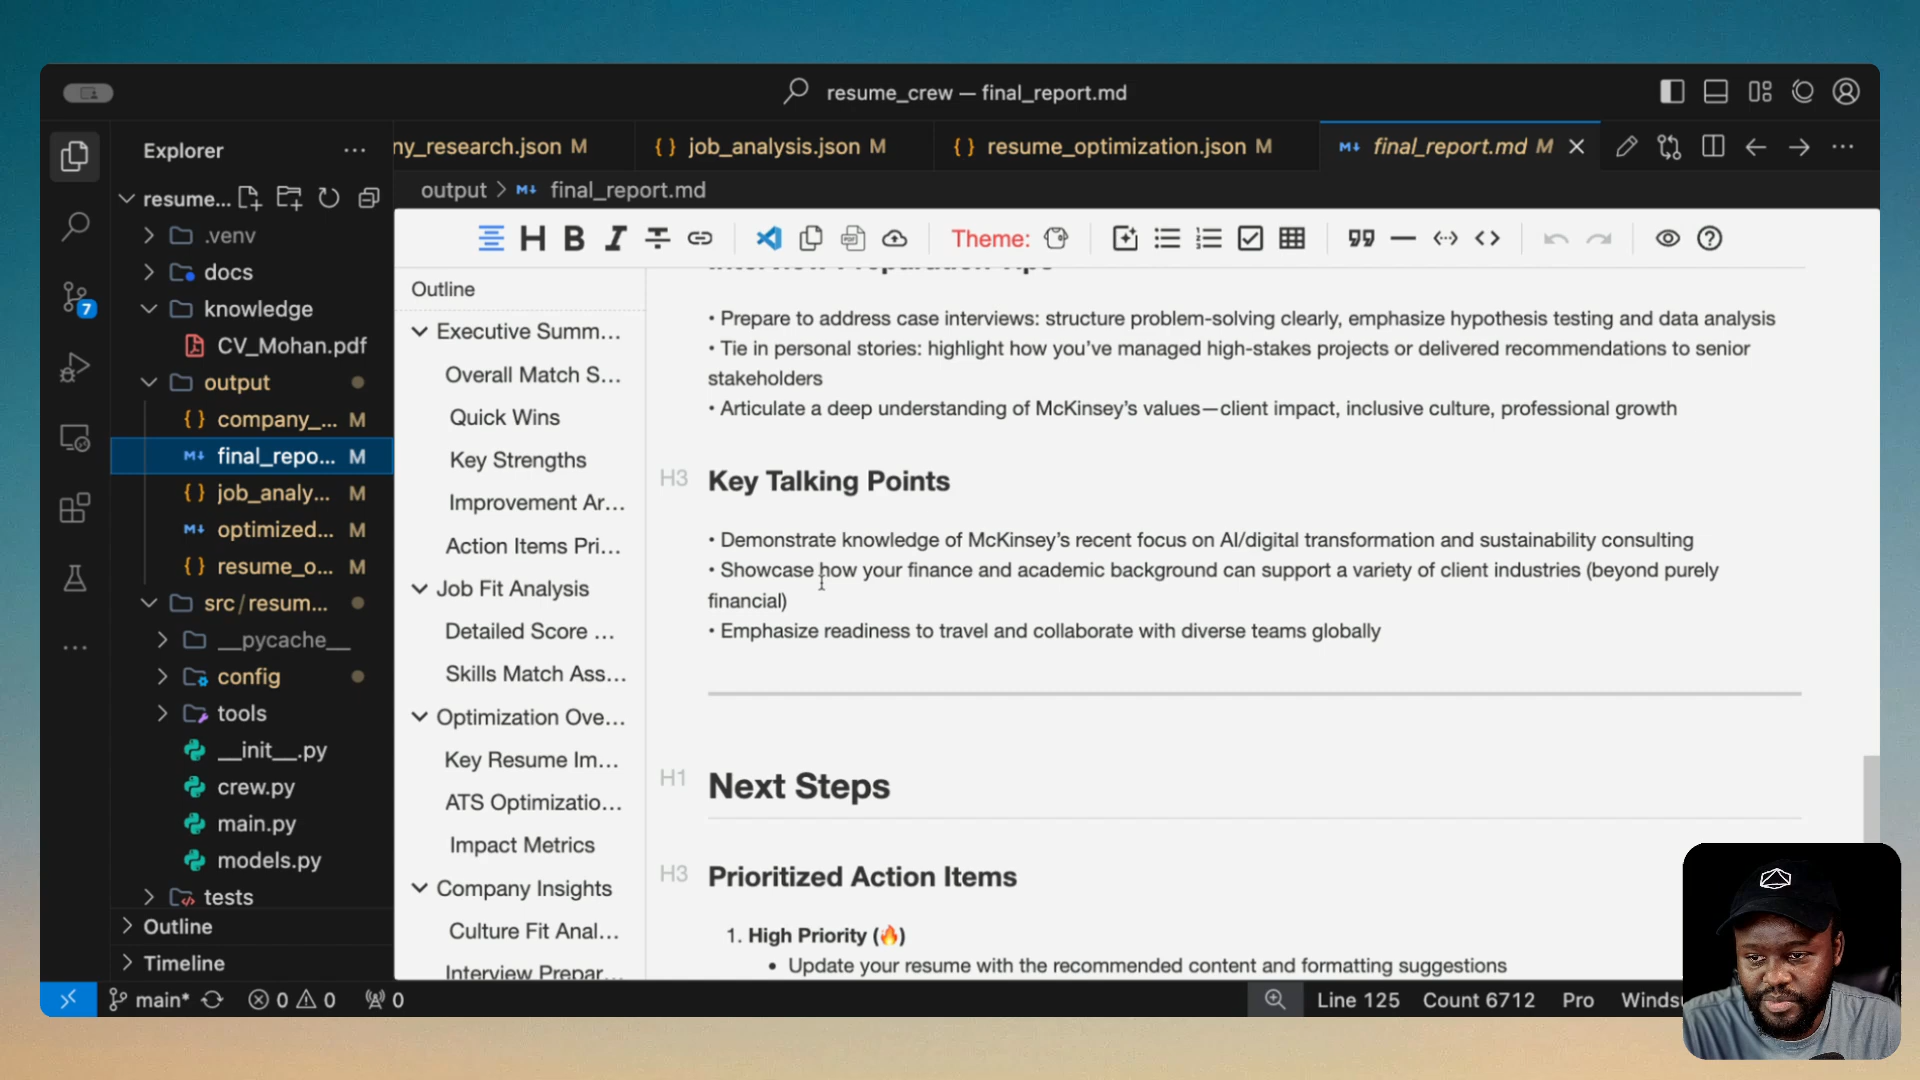 resume_crew — final_report.md
Explorer
ny_research.json M
job_analysis.json M
resume_optimization.json M
final_report.md M
resume...
output > final_report.md
.venv
docs
knowledge
CV_Mohan.pdf
output
company_... M
final_repo... M
job_analy... M
optimized... M
resume_o... M
src/resum...
__pycache__
config
tools
__init__.py
crew.py
main.py
models.py
tests
Outline
Timeline
Theme:
Outline
Executive Summ...
Overall Match S...
Quick Wins
Key Strengths
Improvement Ar...
Action Items Pri...
Job Fit Analysis
Detailed Score ...
Skills Match Ass...
Optimization Ove...
Key Resume Im...
ATS Optimizatio...
Impact Metrics
Company Insights
Culture Fit Anal...
Interview Prepar...
Interview Preparation Tips
• Prepare to address case interviews: structure problem-solving clearly, emphasize hypothesis testing and data analysis
• Tie in personal stories: highlight how you’ve managed high-stakes projects or delivered recommendations to senior
stakeholders
• Articulate a deep understanding of McKinsey’s values—client impact, inclusive culture, professional growth
H3 Key Talking Points
• Demonstrate knowledge of McKinsey’s recent focus on AI/digital transformation and sustainability consulting
• Showcase how your finance and academic background can support a variety of client industries (beyond purely
financial)
• Emphasize readiness to travel and collaborate with diverse teams globally
H1 Next Steps
H3 Prioritized Action Items
1. High Priority (🔥)
• Update your resume with the recommended content and formatting suggestions
7
main* 0 0 0
Line 125 Count 6712 Pro